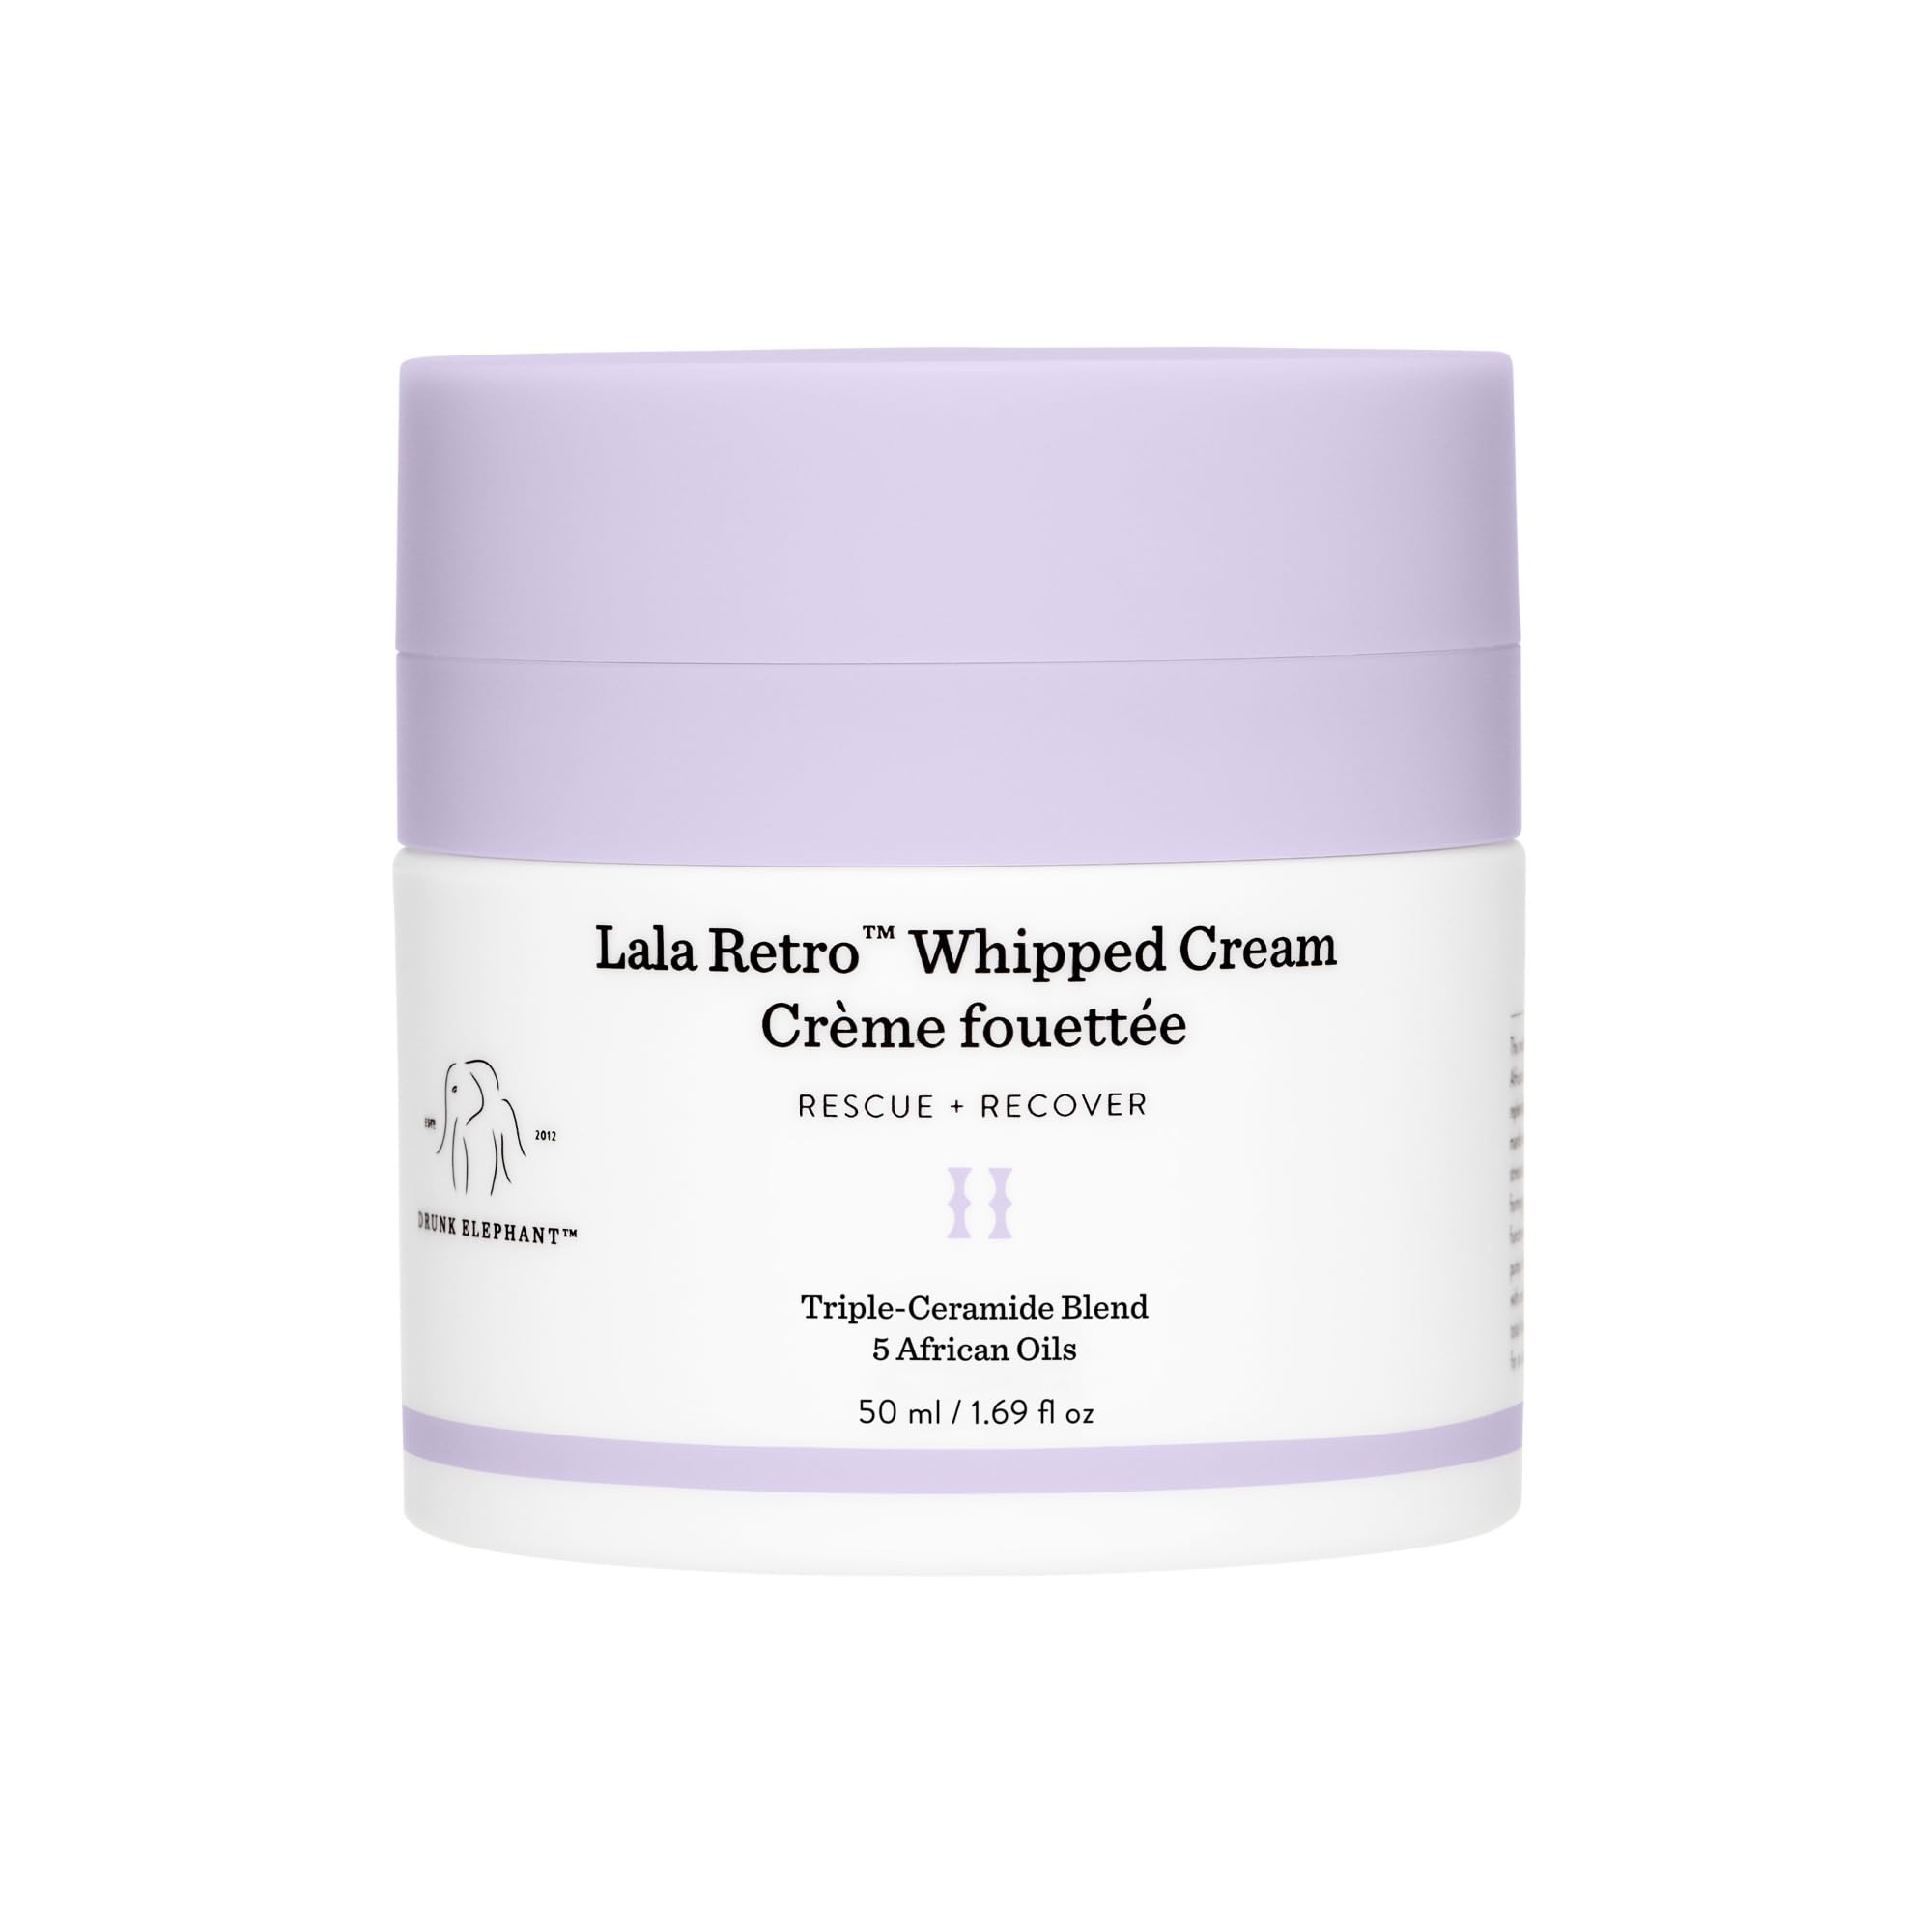 Lala Retro™ Whipped Cream
Crème fouettée
RESCUE + RECOVER
2012
DRUNK ELEPHANT™
Triple-Ceramide Blend
5 African Oils
50 ml / 1.69 fl oz